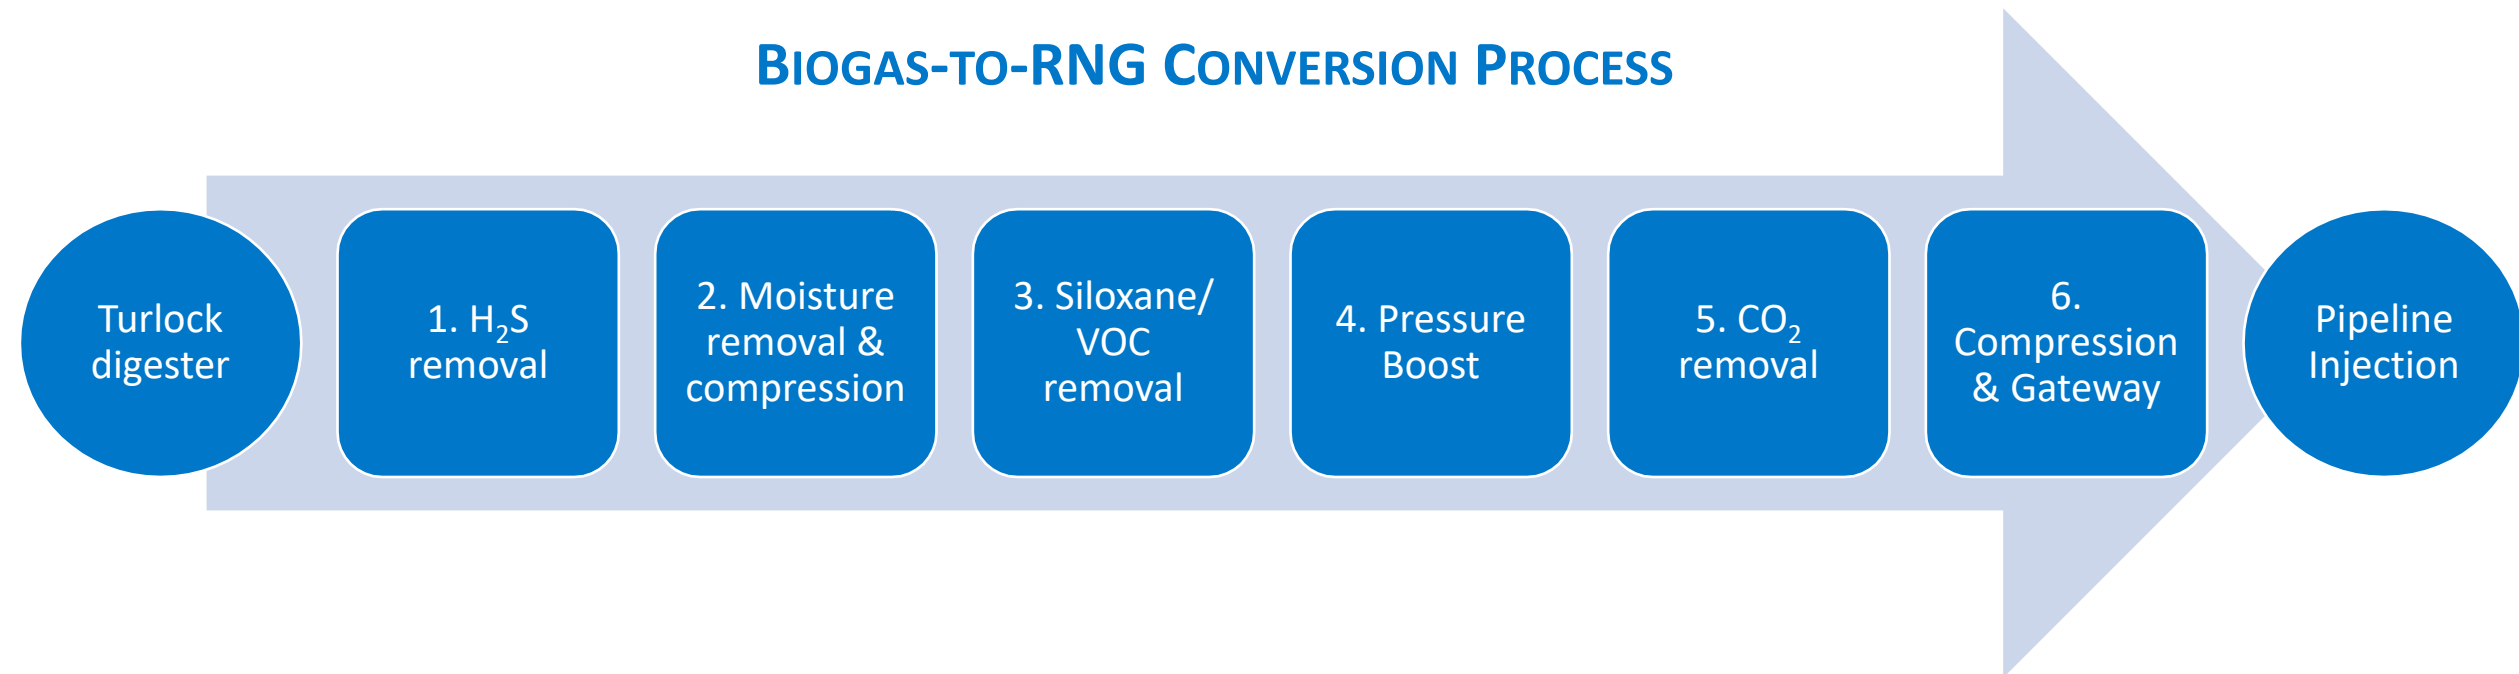 BIOGAS-TO-RNG CONVERSION PROCESS
Turlock
digester
1. H₂S
removal
2. Moisture
removal &
compression
3. Siloxane/
VOC
removal
4. Pressure
Boost
5. CO₂
removal
6.
Compression
& Gateway
Pipeline
Injection